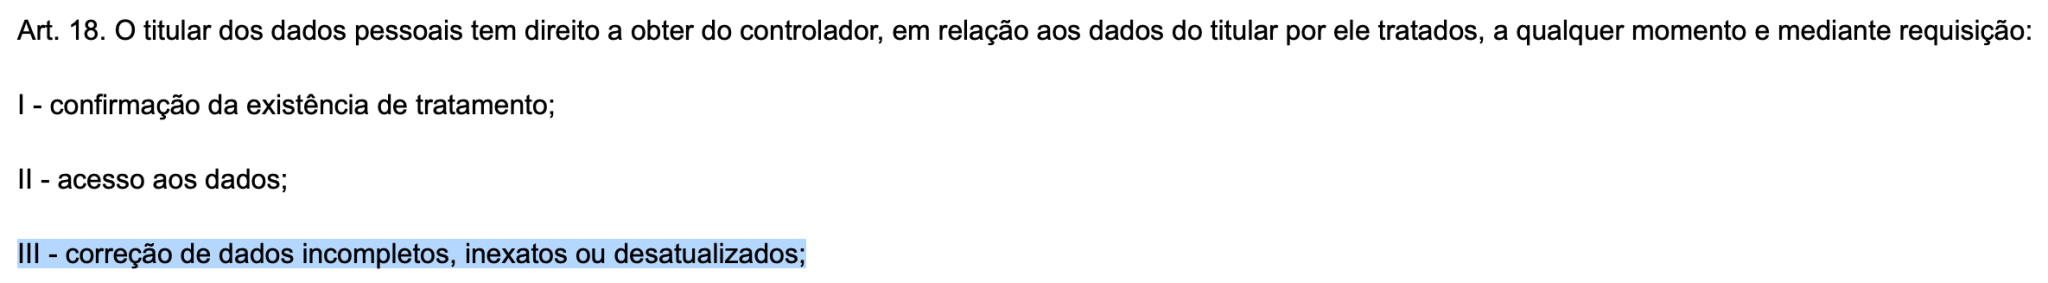 Art. 18. O titular dos dados pessoais tem direito a obter do controlador, em relação aos dados do titular por ele tratados, a qualquer momento e mediante requisição:
I - confirmação da existência de tratamento;
II - acesso aos dados;
III - correção de dados incompletos, inexatos ou desatualizados;